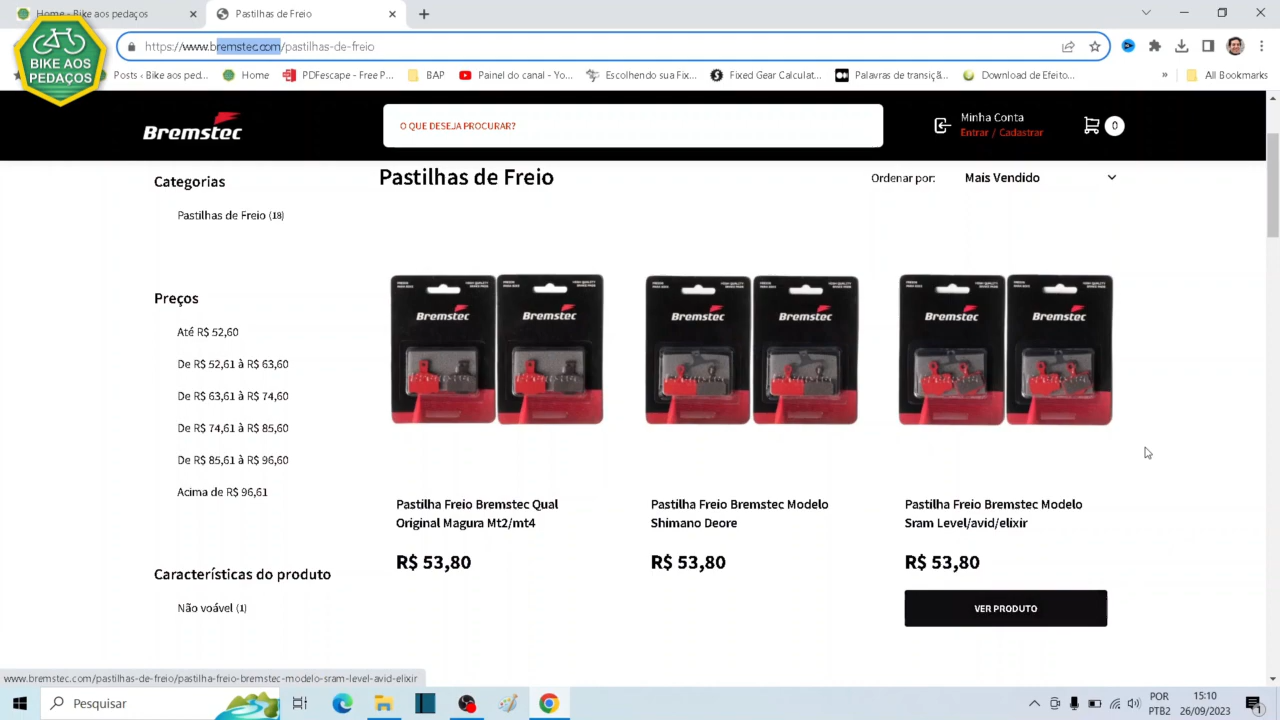 Home - Bike aos pedaços
Pastilhas de Freio
https://www.bremstec.com/pastilhas-de-freio
BIKE AOS
PEDAÇOS
Posts ‹ Bike aos ped...
Home
PDFescape - Free P...
BAP
Painel do canal - Yo...
Escolhendo sua Fix...
Fixed Gear Calculat...
Palavras de transiçã...
Download de Efeito...
»
All Bookmarks
Bremstec
O QUE DESEJA PROCURAR?
Minha Conta
Entrar / Cadastrar
0
Categorias
Pastilhas de Freio (18)
Preços
Até R$ 52,60
De R$ 52,61 à R$ 63,60
De R$ 63,61 à R$ 74,60
De R$ 74,61 à R$ 85,60
De R$ 85,61 à R$ 96,60
Acima de R$ 96,61
Características do produto
Não voável (1)
Pastilhas de Freio
Ordenar por:
Mais Vendido
Bremstec
Bremstec
Bremstec
Bremstec
Bremstec
Bremstec
Pastilha Freio Bremstec Qual
Original Magura Mt2/mt4
R$ 53,80
Pastilha Freio Bremstec Modelo
Shimano Deore
R$ 53,80
Pastilha Freio Bremstec Modelo
Sram Level/avid/elixir
R$ 53,80
VER PRODUTO
www.bremstec.com/pastilhas-de-freio/pastilha-freio-bremstec-modelo-sram-level-avid-elixir
Pesquisar
POR
PTB2
15:10
26/09/2023
1